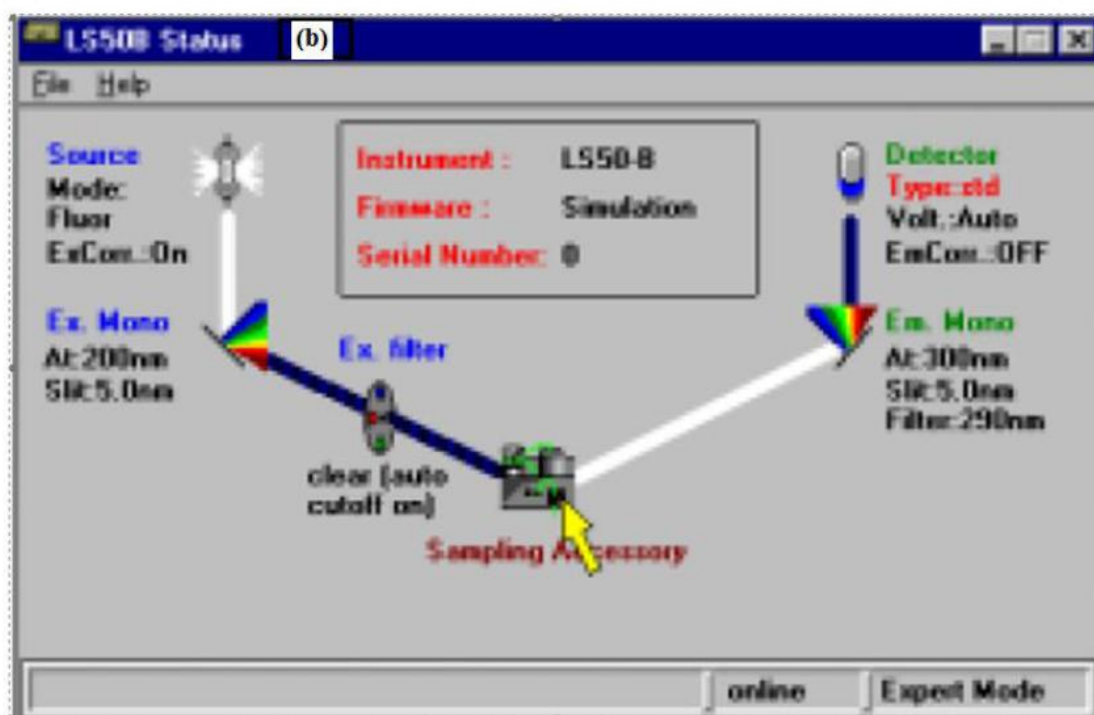 LS50B Status (b)
File Help
Source
Mode:
Fluor
ExCorr.:On
Instrument : LS50-B
Firmware : Simulation
Serial Number: 0
Detector
Type:std
Volt.:Auto
EmCorr.:OFF
Ex. Mono
At:200nm
Slit:5.0nm
Ex. filter
clear (auto
cutoff on)
Em. Mono
At:300nm
Slit:5.0nm
Filter:290nm
Sampling Accessory
online Expert Mode